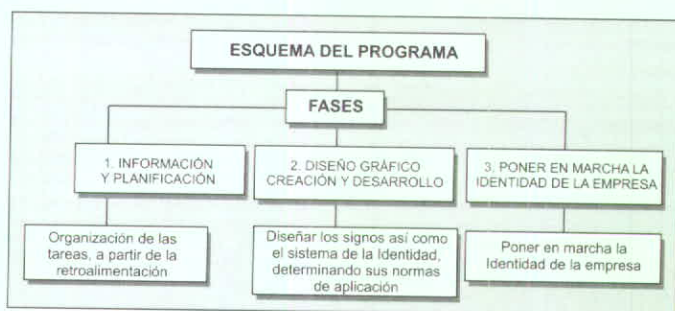 ESQUEMA DEL PROGRAMA
FASES
1. INFORMACIÓN
Y PLANIFICACIÓN
2. DISEÑO GRÁFICO
CREACIÓN Y DESARROLLO
3. PONER EN MARCHA LA
IDENTIDAD DE LA EMPRESA
Organización de las
tareas, a partir de la
retroalimentación
Diseñar los signos así como
el sistema de la Identidad,
determinando sus normas
de aplicación
Poner en marcha la
Identidad de la empresa